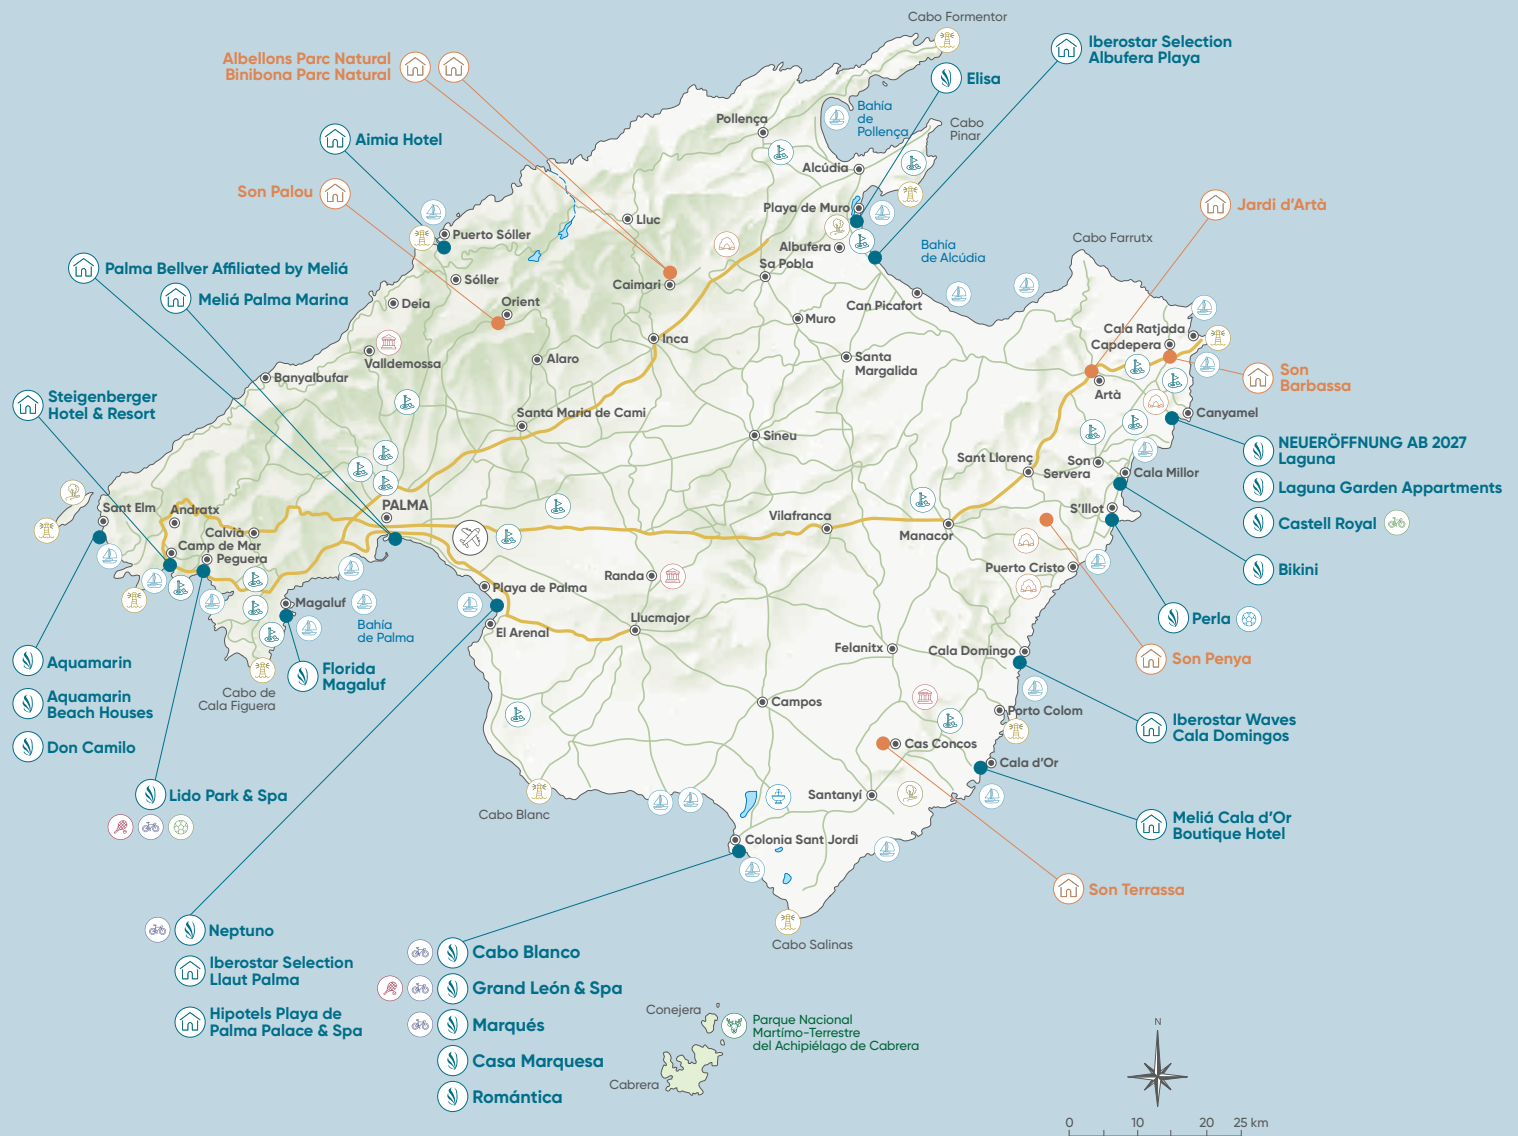 Cabo Formentor
Albellons Parc Natural
Binibona Parc Natural
Iberostar Selection
Albufera Playa
Elisa
Bahía
de
Pollença
Cabo
Pinar
Pollença
Aimia Hotel
Alcúdia
Son Palou
Playa de Muro
Lluc
Jardi d'Artà
Puerto Sóller
Albufera
Bahía
de Alcúdia
Cabo Farrutx
Palma Bellver Affiliated by Meliá
Sa Pobla
Sóller
Caimari
Meliá Palma Marina
Deia
Orient
Can Picafort
Muro
Cala Ratjada
Capdepera
Inca
Valldemossa
Alaro
Santa
Margalida
Son
Barbassa
Banyalbufar
Artà
Steigenberger
Hotel & Resort
Santa Maria de Cami
Canyamel
Sineu
NEUERÖFFNUNG AB 2027
Laguna
Sant Llorenç
Son
Servera
Cala Millor
Laguna Garden Appartments
Sant Elm
Andratx
PALMA
Vilafranca
S'Illot
Castell Royal
Calvià
Camp de Mar
Peguera
Manacor
Puerto Cristo
Bikini
Randa
Playa de Palma
Magaluf
Bahía
de Palma
Llucmajor
El Arenal
Perla
Felanitx
Cala Domingo
Son Penya
Aquamarin
Florida
Magaluf
Cabo de
Cala Figuera
Aquamarin
Beach Houses
Campos
Porto Colom
Iberostar Waves
Cala Domingos
Don Camilo
Cas Concos
Cala d'Or
Lido Park & Spa
Santanyí
Cabo Blanc
Meliá Cala d'Or
Boutique Hotel
Colonia Sant Jordi
Son Terrassa
Neptuno
Cabo Salinas
Cabo Blanco
Iberostar Selection
Llaut Palma
Grand León & Spa
Hipotels Playa de
Palma Palace & Spa
Conejera
Marqués
Parque Nacional
Martímo-Terrestre
del Achipiélago de Cabrera
Casa Marquesa
Cabrera
Romántica
N
0 10 20 25 km